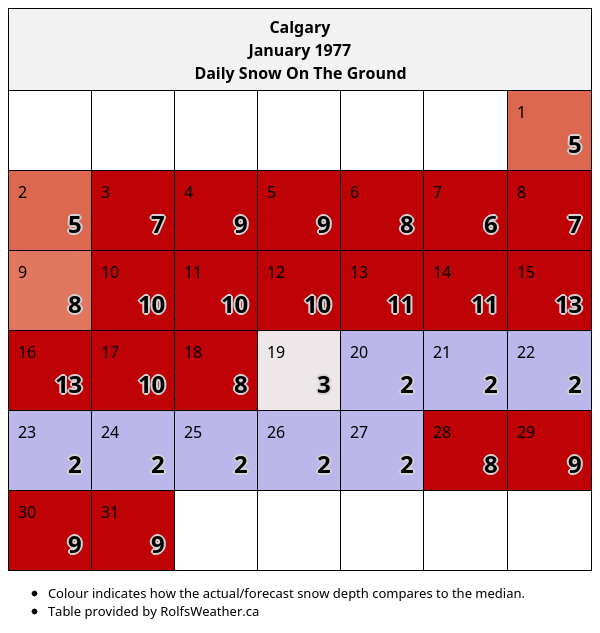 Calgary
January 1977
Daily Snow On The Ground
1
5
2 3 4 5 6 7 8
5 7 9 9 8 6 7
9 10 11 12 13 14 15
8 10 10 10 11 11 13
16 17 18 19 20 21 22
13 10 8 3 2 2 2
23 24 25 26 27 28 29
2 2 2 2 2 8 9
30 31
9 9
Colour indicates how the actual/forecast snow depth compares to the median.
Table provided by RolfsWeather.ca